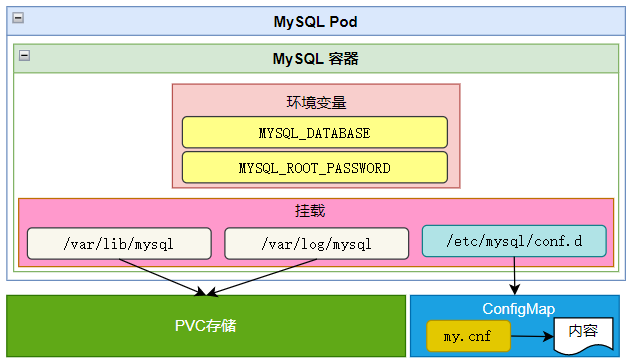 MySQL Pod
MySQL 容器
环境变量
MYSQL_DATABASE
MYSQL_ROOT_PASSWORD
挂载
/var/lib/mysql
/var/log/mysql
/etc/mysql/conf.d
PVC存储
ConfigMap
my.cnf
内容